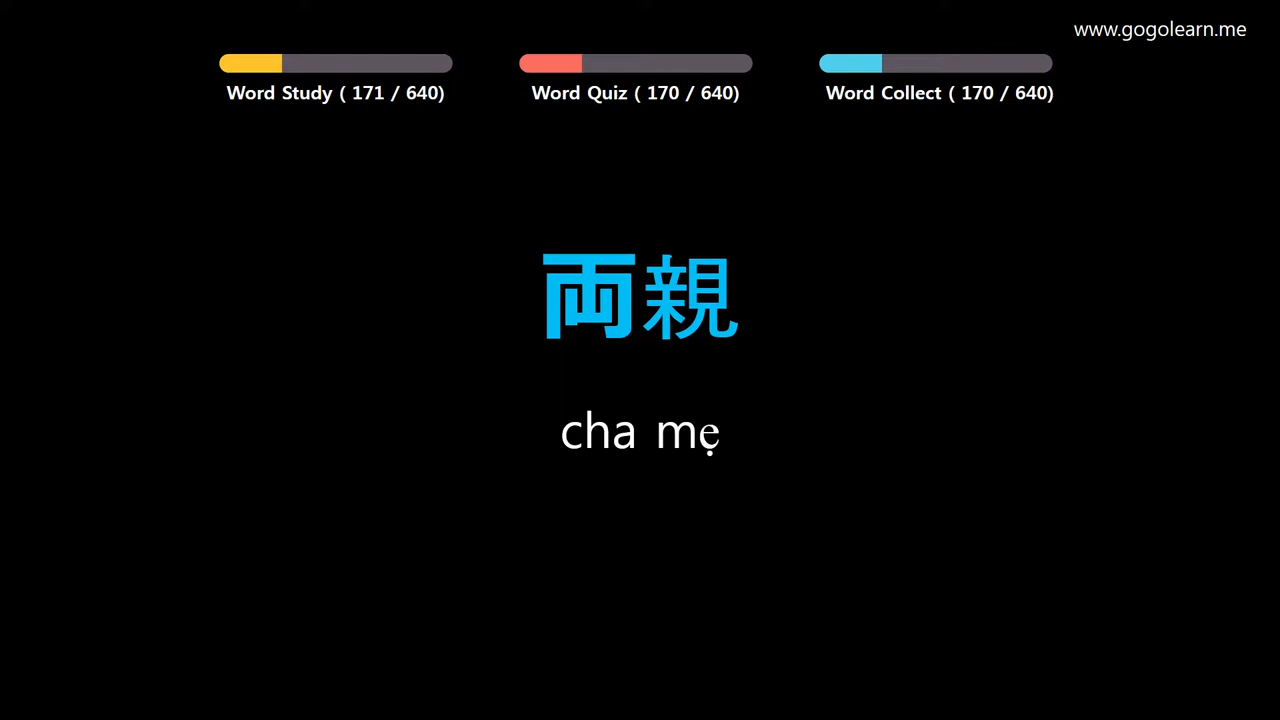 www.gogolearn.me
Word Study ( 171 / 640)
Word Quiz ( 170 / 640)
Word Collect ( 170 / 640)
両親
cha mẹ